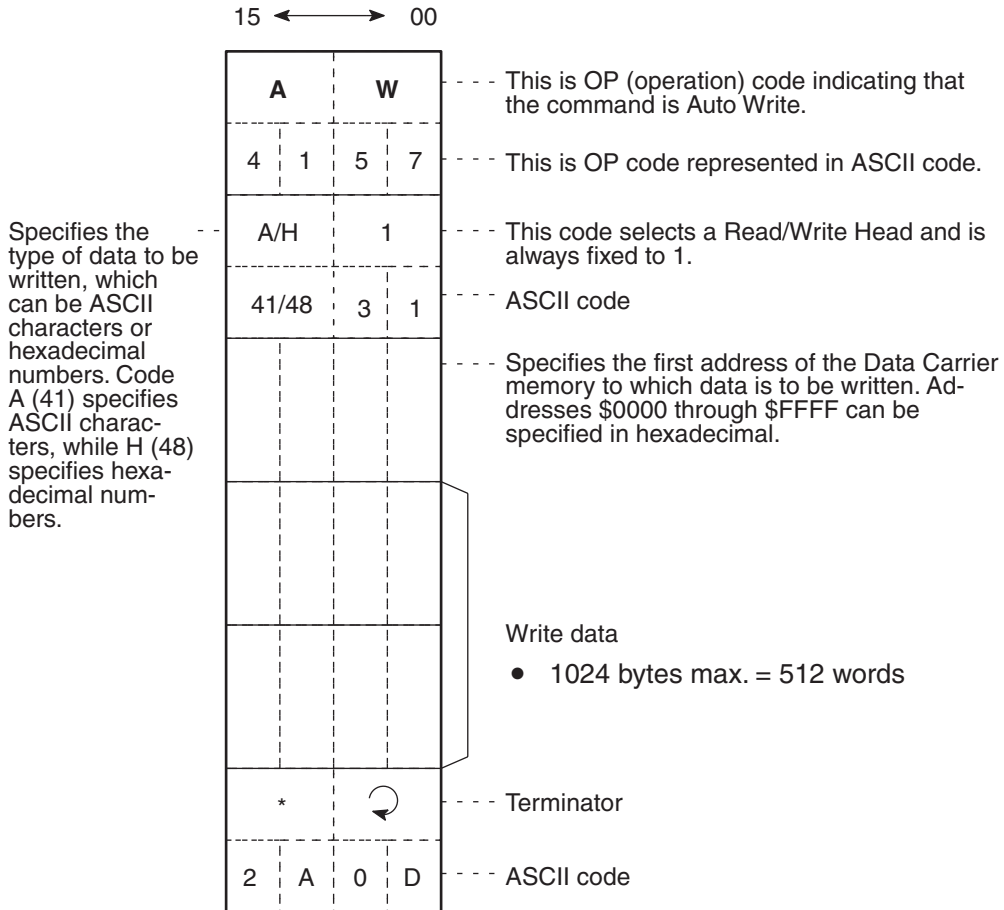 15 00
A W
This is OP (operation) code indicating that
the command is Auto Write.
4 1 5 7
This is OP code represented in ASCII code.
Specifies the
type of data to be
written, which
can be ASCII
characters or
hexadecimal
numbers. Code
A (41) specifies
ASCII charac-
ters, while H (48)
specifies hexa-
decimal num-
bers.
A/H 1
This code selects a Read/Write Head and is
always fixed to 1.
41/48 3 1
ASCII code
Specifies the first address of the Data Carrier
memory to which data is to be written. Ad-
dresses $0000 through $FFFF can be
specified in hexadecimal.
Write data
• 1024 bytes max. = 512 words
*
Terminator
2 A 0 D
ASCII code